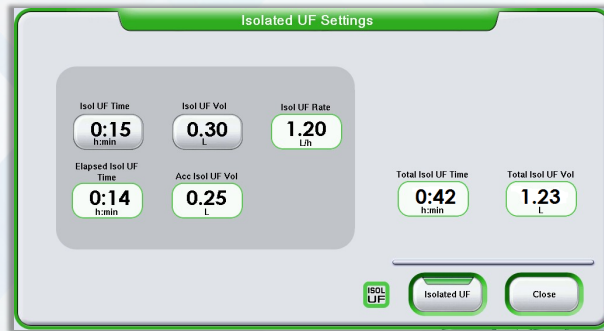 Isolated UF Settings
Isol UF Time
Isol UF Vol
Isol UF Rate
0:15
h:min
0.30
L
1.20
L/h
Elapsed Isol UF
Time
Acc Isol UF Vol
0:14
h:min
0.25
L
Total Isol UF Time
Total Isol UF Vol
0:42
h:min
1.23
L
ISOL
UF
Isolated UF
Close